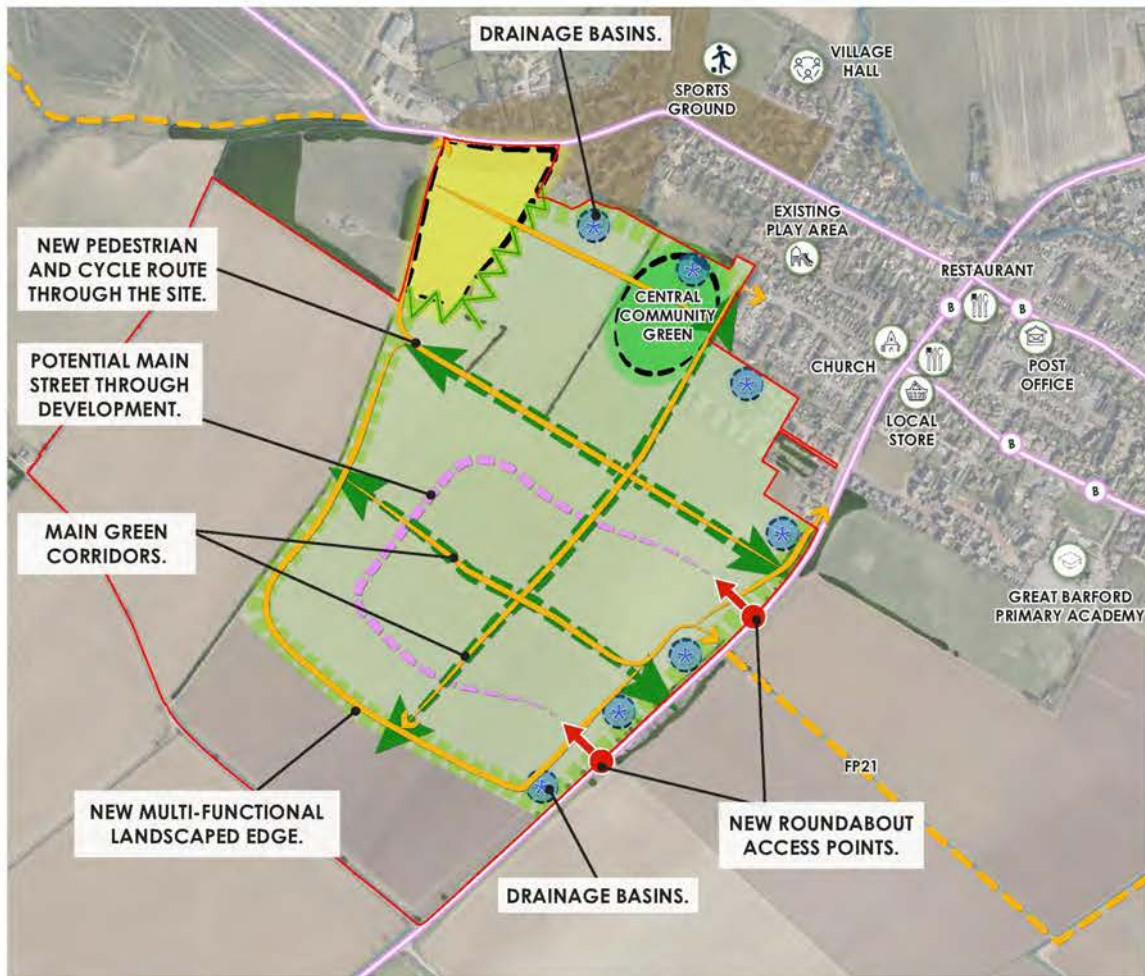 DRAINAGE BASINS.
VILLAGE
HALL
SPORTS
GROUND
NEW PEDESTRIAN
AND CYCLE ROUTE
THROUGH THE SITE.
EXISTING
PLAY AREA
RESTAURANT
B
B
CENTRAL
COMMUNITY
GREEN
POTENTIAL MAIN
STREET THROUGH
DEVELOPMENT.
CHURCH
POST
OFFICE
LOCAL
STORE
B
B
MAIN GREEN
CORRIDORS.
GREAT BARFORD
PRIMARY ACADEMY
FP21
NEW MULTI-FUNCTIONAL
LANDSCAPED EDGE.
NEW ROUNDABOUT
ACCESS POINTS.
DRAINAGE BASINS.